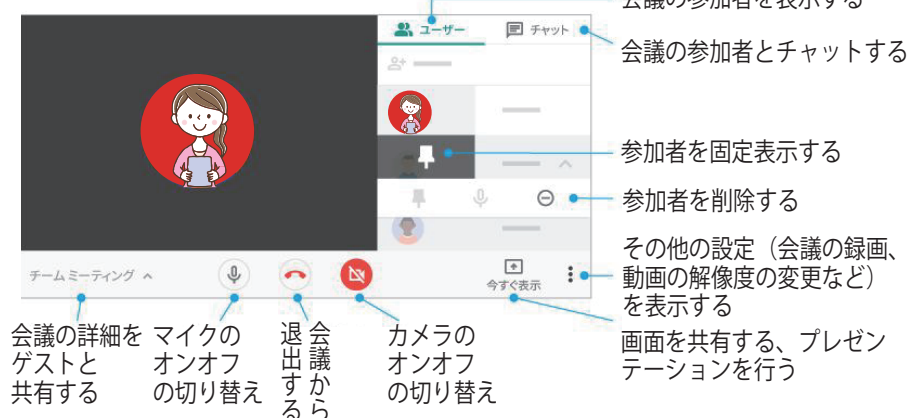 会議の参加者を表示する
ユーザー
チャット
会議の参加者とチャットする
参加者を固定表示する
参加者を削除する
その他の設定（会議の録画、
動画の解像度の変更など）
を表示する
チームミーティング
今すぐ表示
画面を共有する、プレゼン
テーションを行う
会議の詳細を
ゲストと
共有する
マイクの
オンオフ
の切り替え
会議から
退出する
カメラの
オンオフ
の切り替え